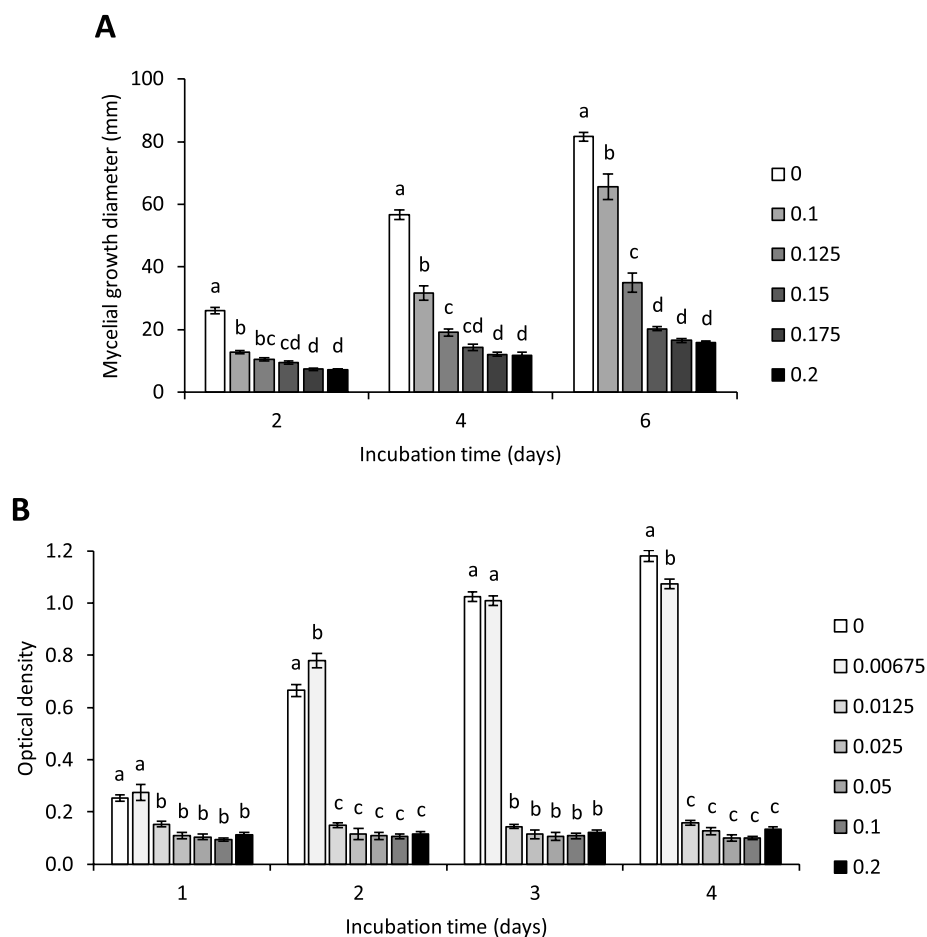 A
100
80
60
40
20
0
Mycelial growth diameter (mm)
a b bc cd d d
a b c cd d d
a b c d d d
2 4 6
Incubation time (days)
0
0.1
0.125
0.15
0.175
0.2
B
1.2
1.0
0.8
0.6
0.4
0.2
0.0
Optical density
a a b b b b b
a b c c c c c
a a b b b b b
a b c c c c c
1 2 3 4
Incubation time (days)
0
0.00675
0.0125
0.025
0.05
0.1
0.2